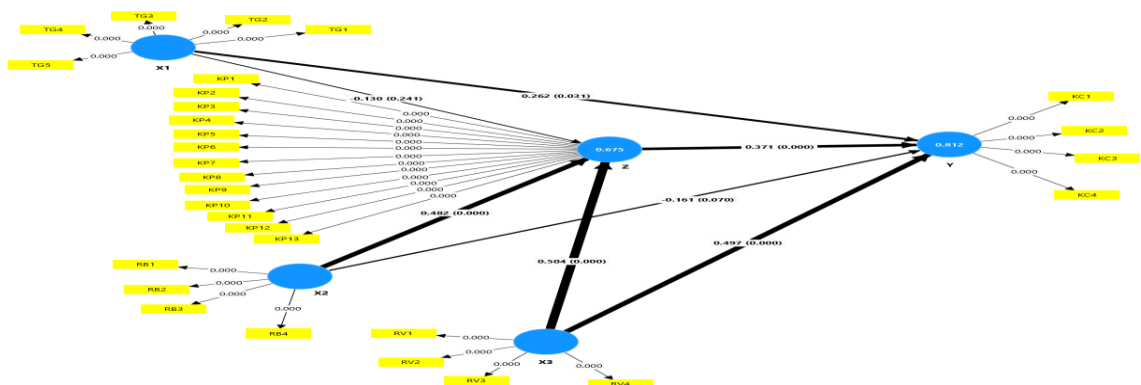 TG3
TG2
TG4
TG1
0.000
0.000
0.000
0.000
0.000
TG5
X1
KP1
-0.130 (0.241)
0.262 (0.031)
KP2
KP3
KP4
KP5
KP6
KP7
KP8
KP9
KP10
KP11
KP12
KP13
0.000
0.000
0.000
0.000
0.000
0.000
0.000
0.000
0.000
0.000
0.000
0.000
0.000
0.675
Z
0.371 (0.000)
0.812
Y
KC1
0.000
KC2
0.000
KC3
0.000
KC4
0.000
-0.161 (0.070)
0.482 (0.000)
0.497 (0.000)
0.504 (0.000)
RB1
0.000
RB2
0.000
RB3
0.000
RB4
0.000
X2
RV1
0.000
RV2
0.000
RV3
0.000
RV4
0.000
X3